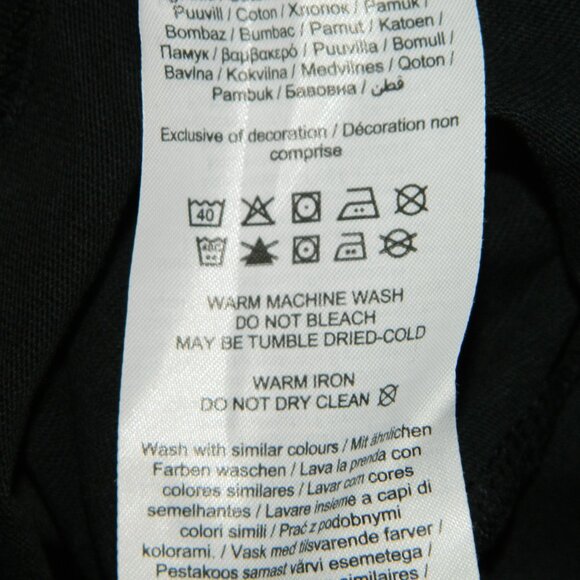 Puuvill / Coton / Хлопок / Pamuk /
Bombaz / Bumbac / Pamut / Katoen /
Памук / βαμβακερό / Puuvilla / Bomull /
Bavlna / Kokvilna / Medvilnes / Qoton /
Pambuk / Бавовна / قطن /
Exclusive of decoration / Décoration non
comprise
40
WARM MACHINE WASH
DO NOT BLEACH
MAY BE TUMBLE DRIED-COLD
WARM IRON
DO NOT DRY CLEAN
Wash with similar colours / Mit ähnlichen
Farben waschen / Lava la prenda con
colores similares / Lavar com cores
semelhantes / Lavare insieme a capi di
colori simili / Prać z podobnymi
kolorami. / Vask med tilsvarende farver /
Pestakoos samast värvi esemetega /
similaires /